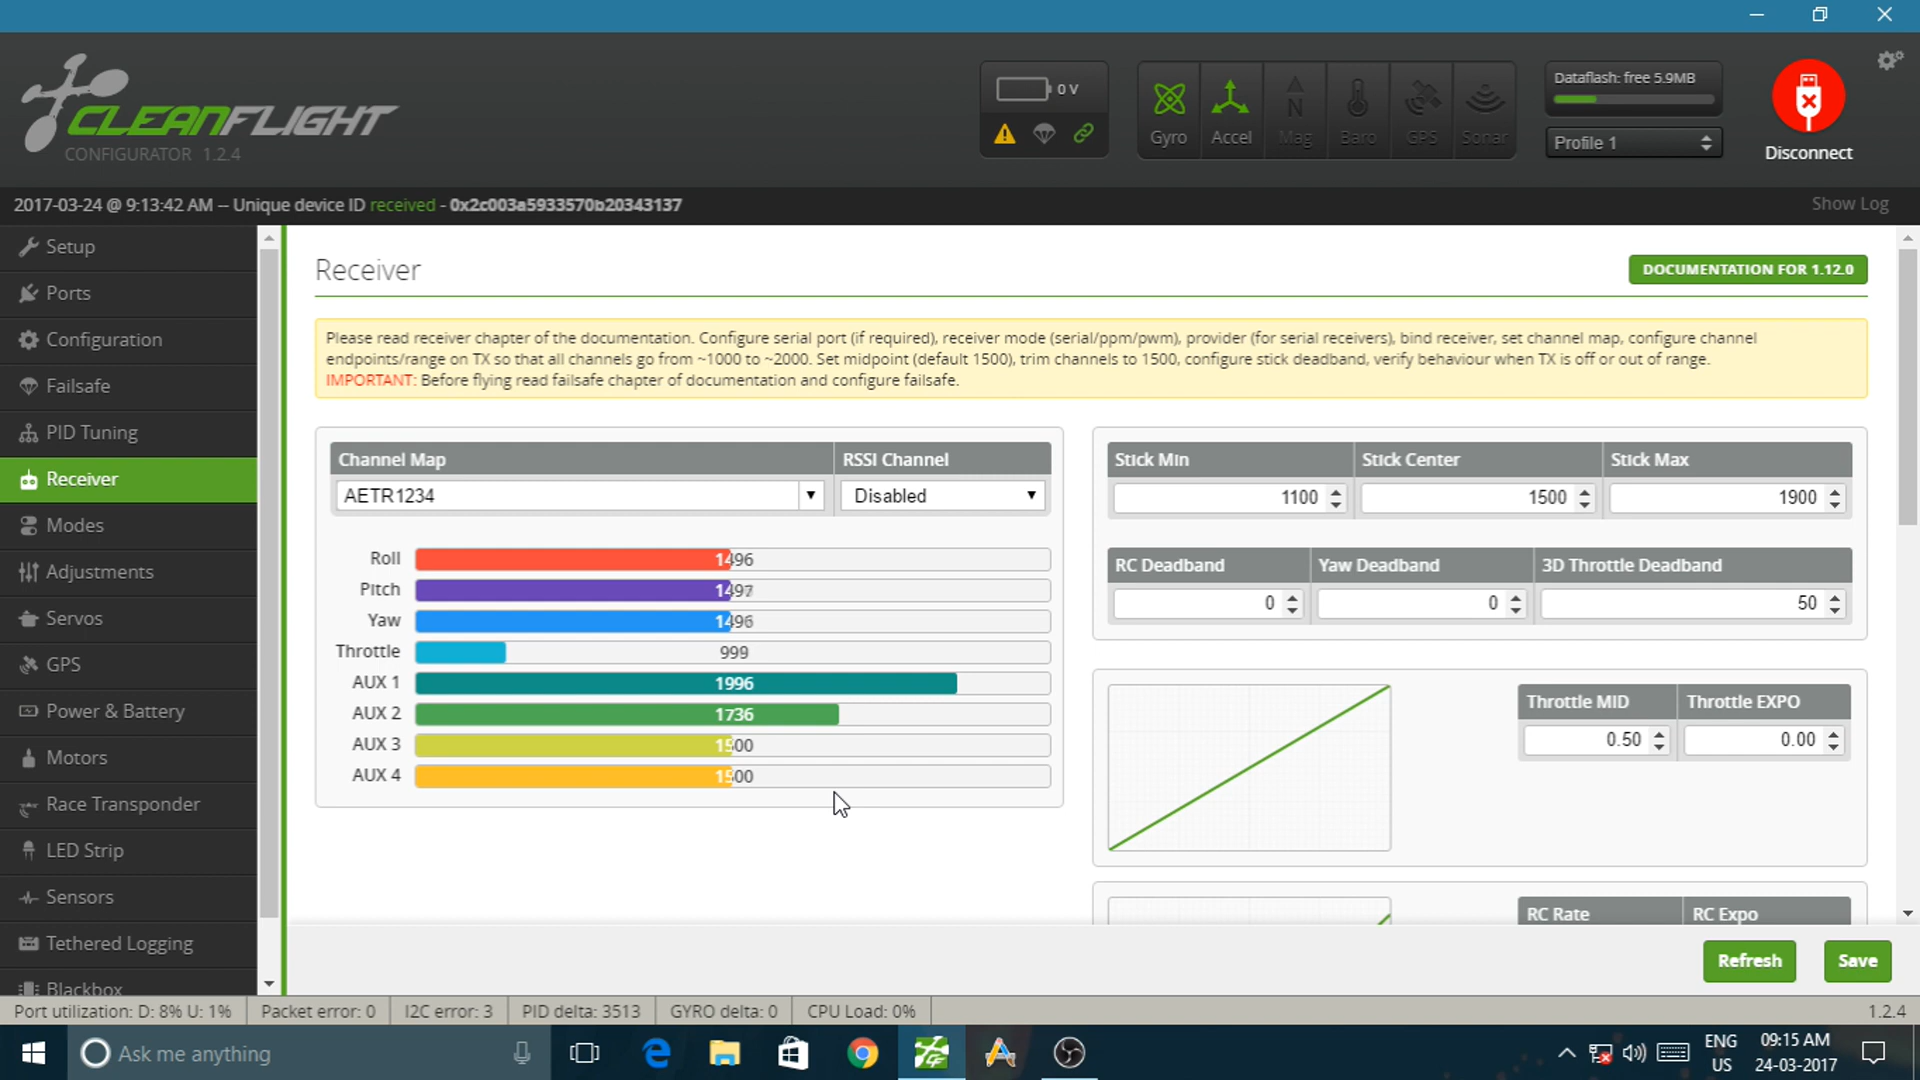 CLEANFLIGHT
CONFIGURATOR 1.2.4
0 V
Gyro
Accel
Mag
Baro
GPS
Sonar
Dataflash: free 5.9MB
Profile 1
Disconnect
2017-03-24 @ 9:13:42 AM -- Unique device ID received - 0x2c003a5933570b20343137
Show Log
Setup
Ports
Configuration
Failsafe
PID Tuning
Receiver
Modes
Adjustments
Servos
GPS
Power & Battery
Motors
Race Transponder
LED Strip
Sensors
Tethered Logging
Blackbox
Receiver
DOCUMENTATION FOR 1.12.0
Please read receiver chapter of the documentation. Configure serial port (if required), receiver mode (serial/ppm/pwm), provider (for serial receivers), bind receiver, set channel map, configure channel
endpoints/range on TX so that all channels go from ~1000 to ~2000. Set midpoint (default 1500), trim channels to 1500, configure stick deadband, verify behaviour when TX is off or out of range.
IMPORTANT: Before flying read failsafe chapter of documentation and configure failsafe.
Channel Map RSSI Channel
AETR1234 Disabled
Roll 1496
Pitch 1497
Yaw 1496
Throttle 999
AUX 1 1996
AUX 2 1736
AUX 3 1500
AUX 4 1500
Stick Min Stick Center Stick Max
1100 1500 1900
RC Deadband Yaw Deadband 3D Throttle Deadband
0 0 50
Throttle MID Throttle EXPO
0.50 0.00
RC Rate RC Expo
Refresh Save
Port utilization: D: 8% U: 1% Packet error: 0 I2C error: 3 PID delta: 3513 GYRO delta: 0 CPU Load: 0% 1.2.4
Ask me anything
ENG
US
09:15 AM
24-03-2017